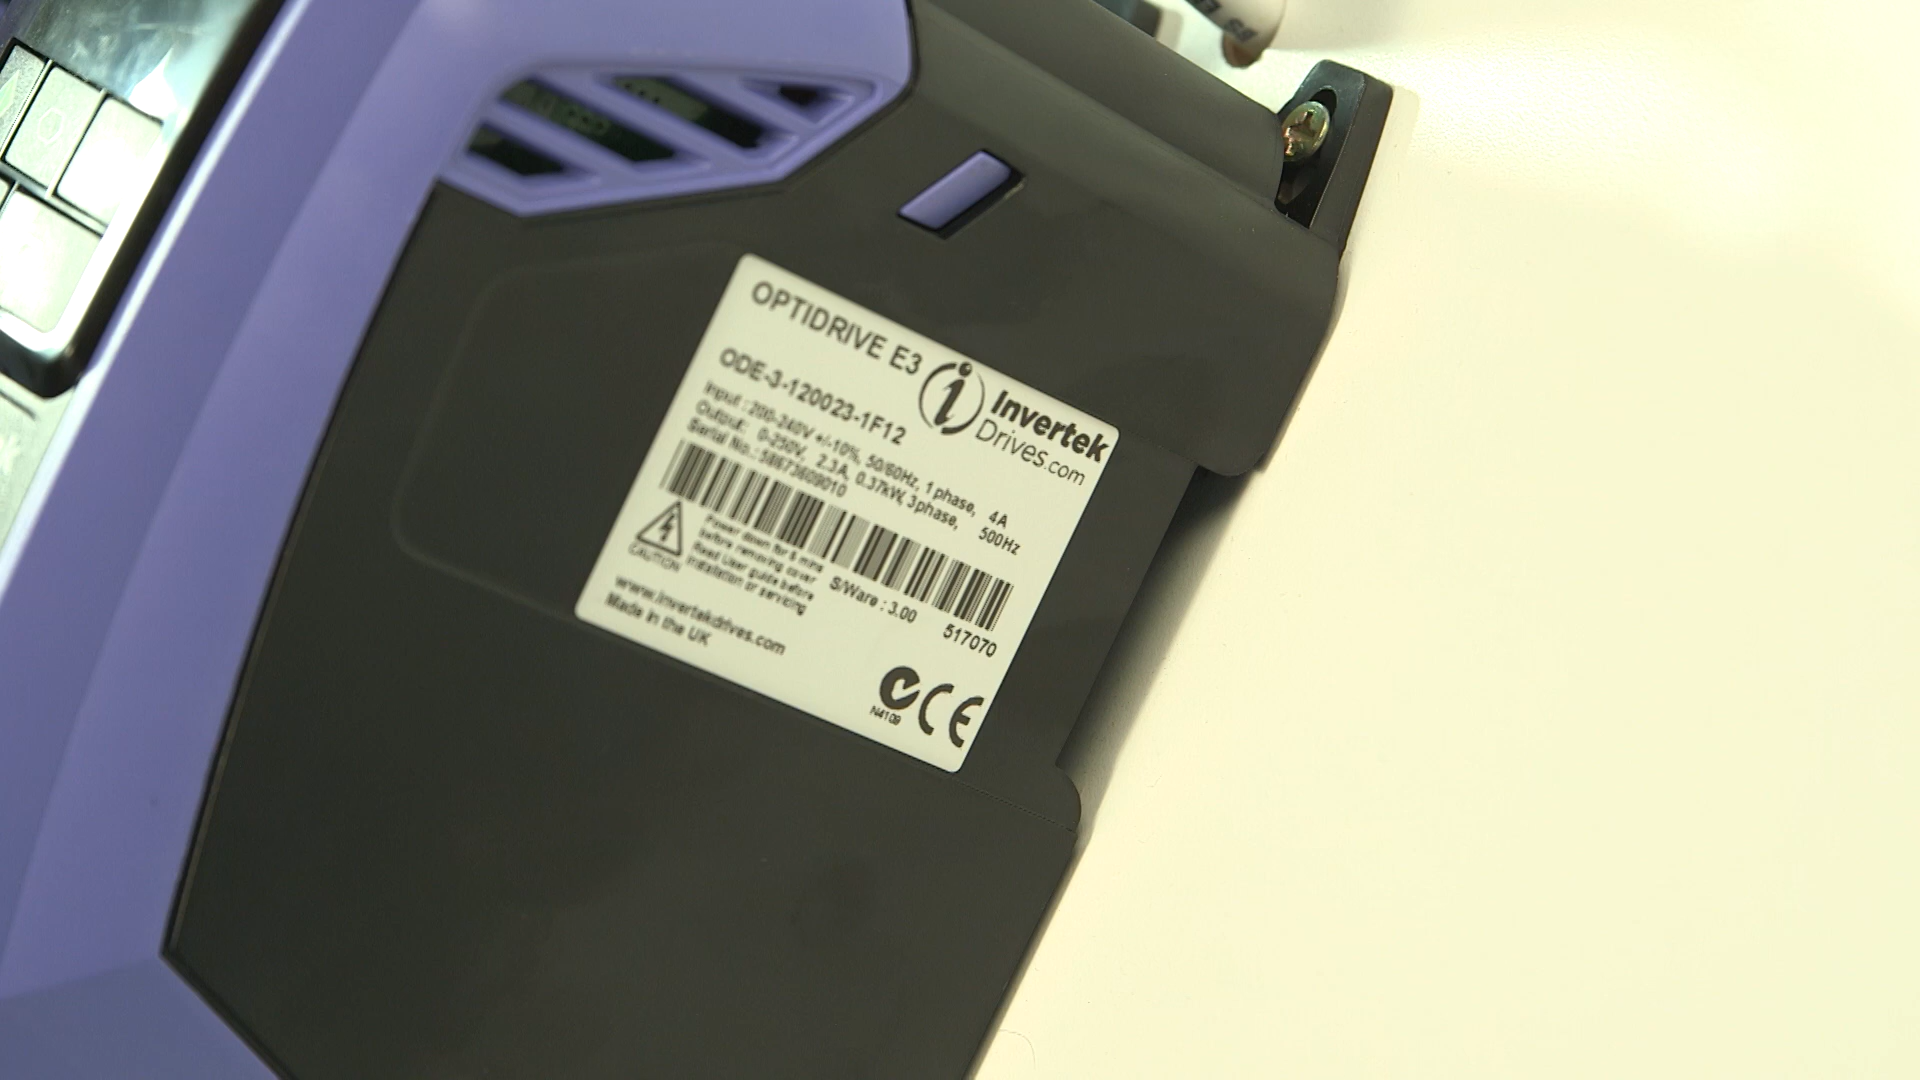 OPTIDRIVE E3
Invertek
Drives.com
ODE-3-120023-1F12
Input : 200-240V +/-10%, 50/60Hz, 1 phase, 4A
Output: 0-250V, 2.3A, 0.37kW, 3 phase, 500Hz
Serial No.: 58673609010
CAUTION
Power down for 5 mins
before removing cover
Read User guide before
installation or servicing
S/Ware : 3.00
517070
www.invertekdrives.com
Made in the UK
N4109
CE